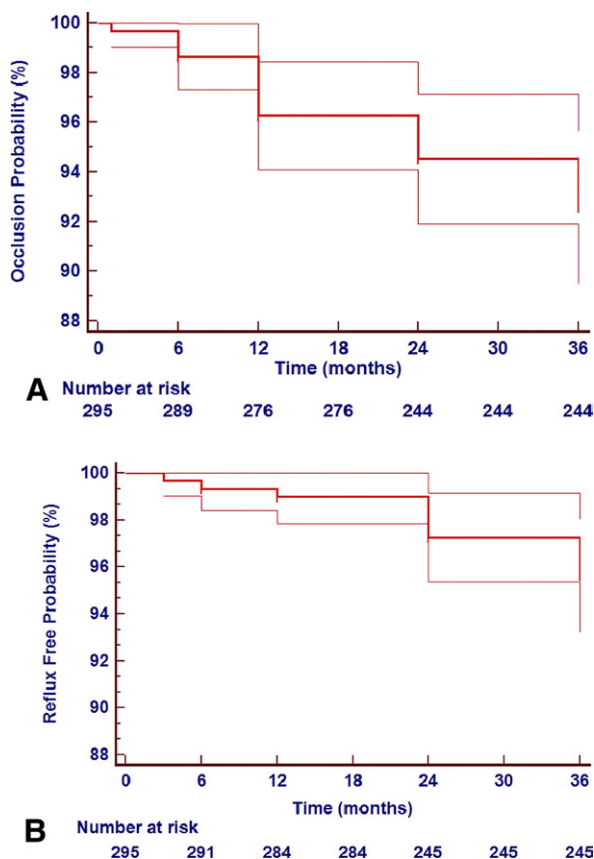 100
98
96
94
92
90
88
Occlusion Probability (%)
0 6 12 18 24 30 36
Time (months)
A Number at risk
295 289 276 276 244 244 244
100
98
96
94
92
90
88
Reflux Free Probability (%)
0 6 12 24 30 36
Time (months)
B Number at risk
295 291 284 284 245 245 245